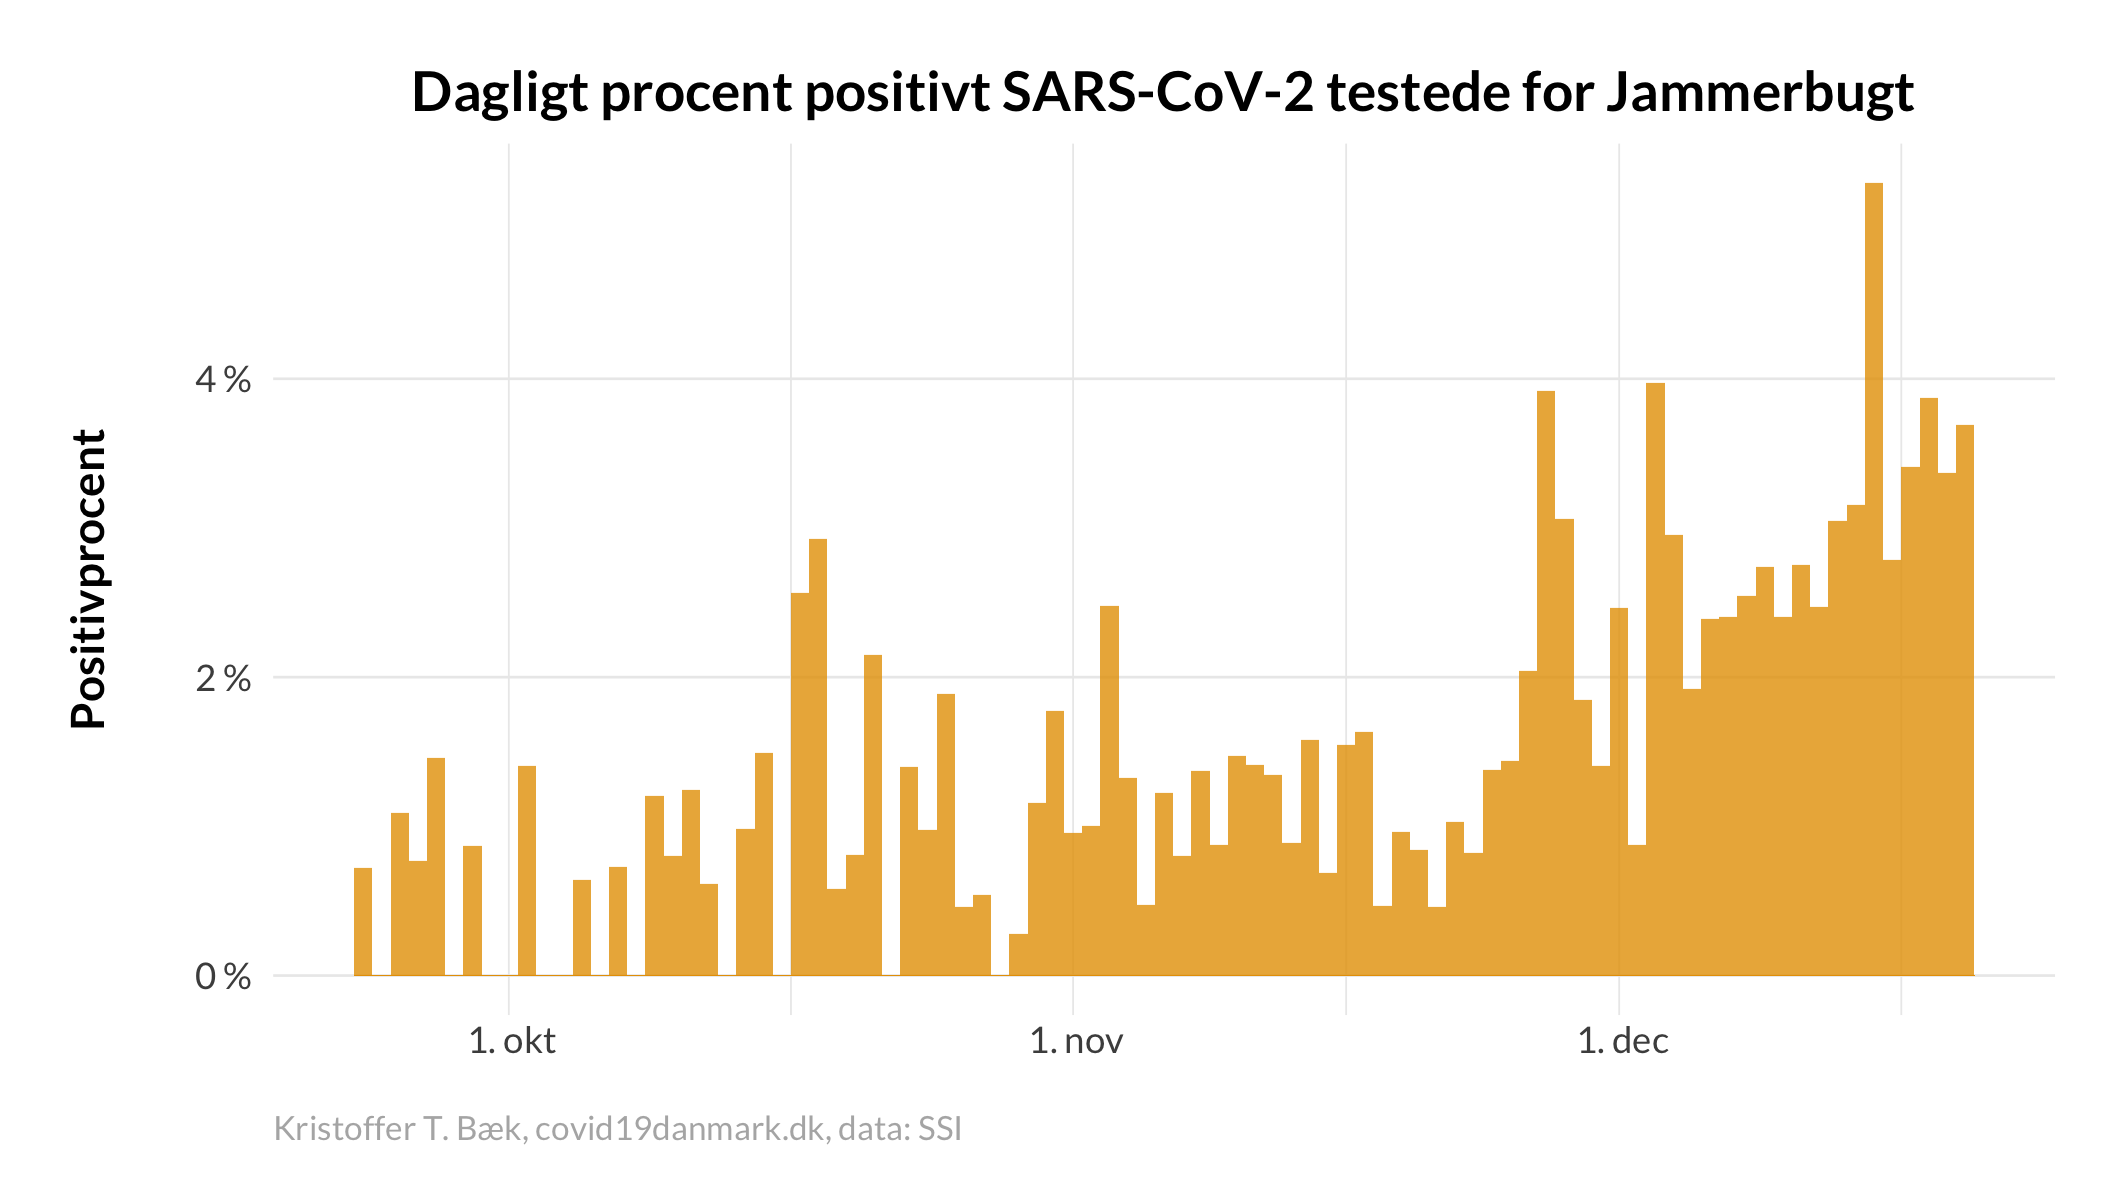 Dagligt procent positivt SARS-CoV-2 testede for Jammerbugt
Positivprocent
4 %
2 %
0 %
1. okt
1. nov
1. dec
Kristoffer T. Bæk, covid19danmark.dk, data: SSI